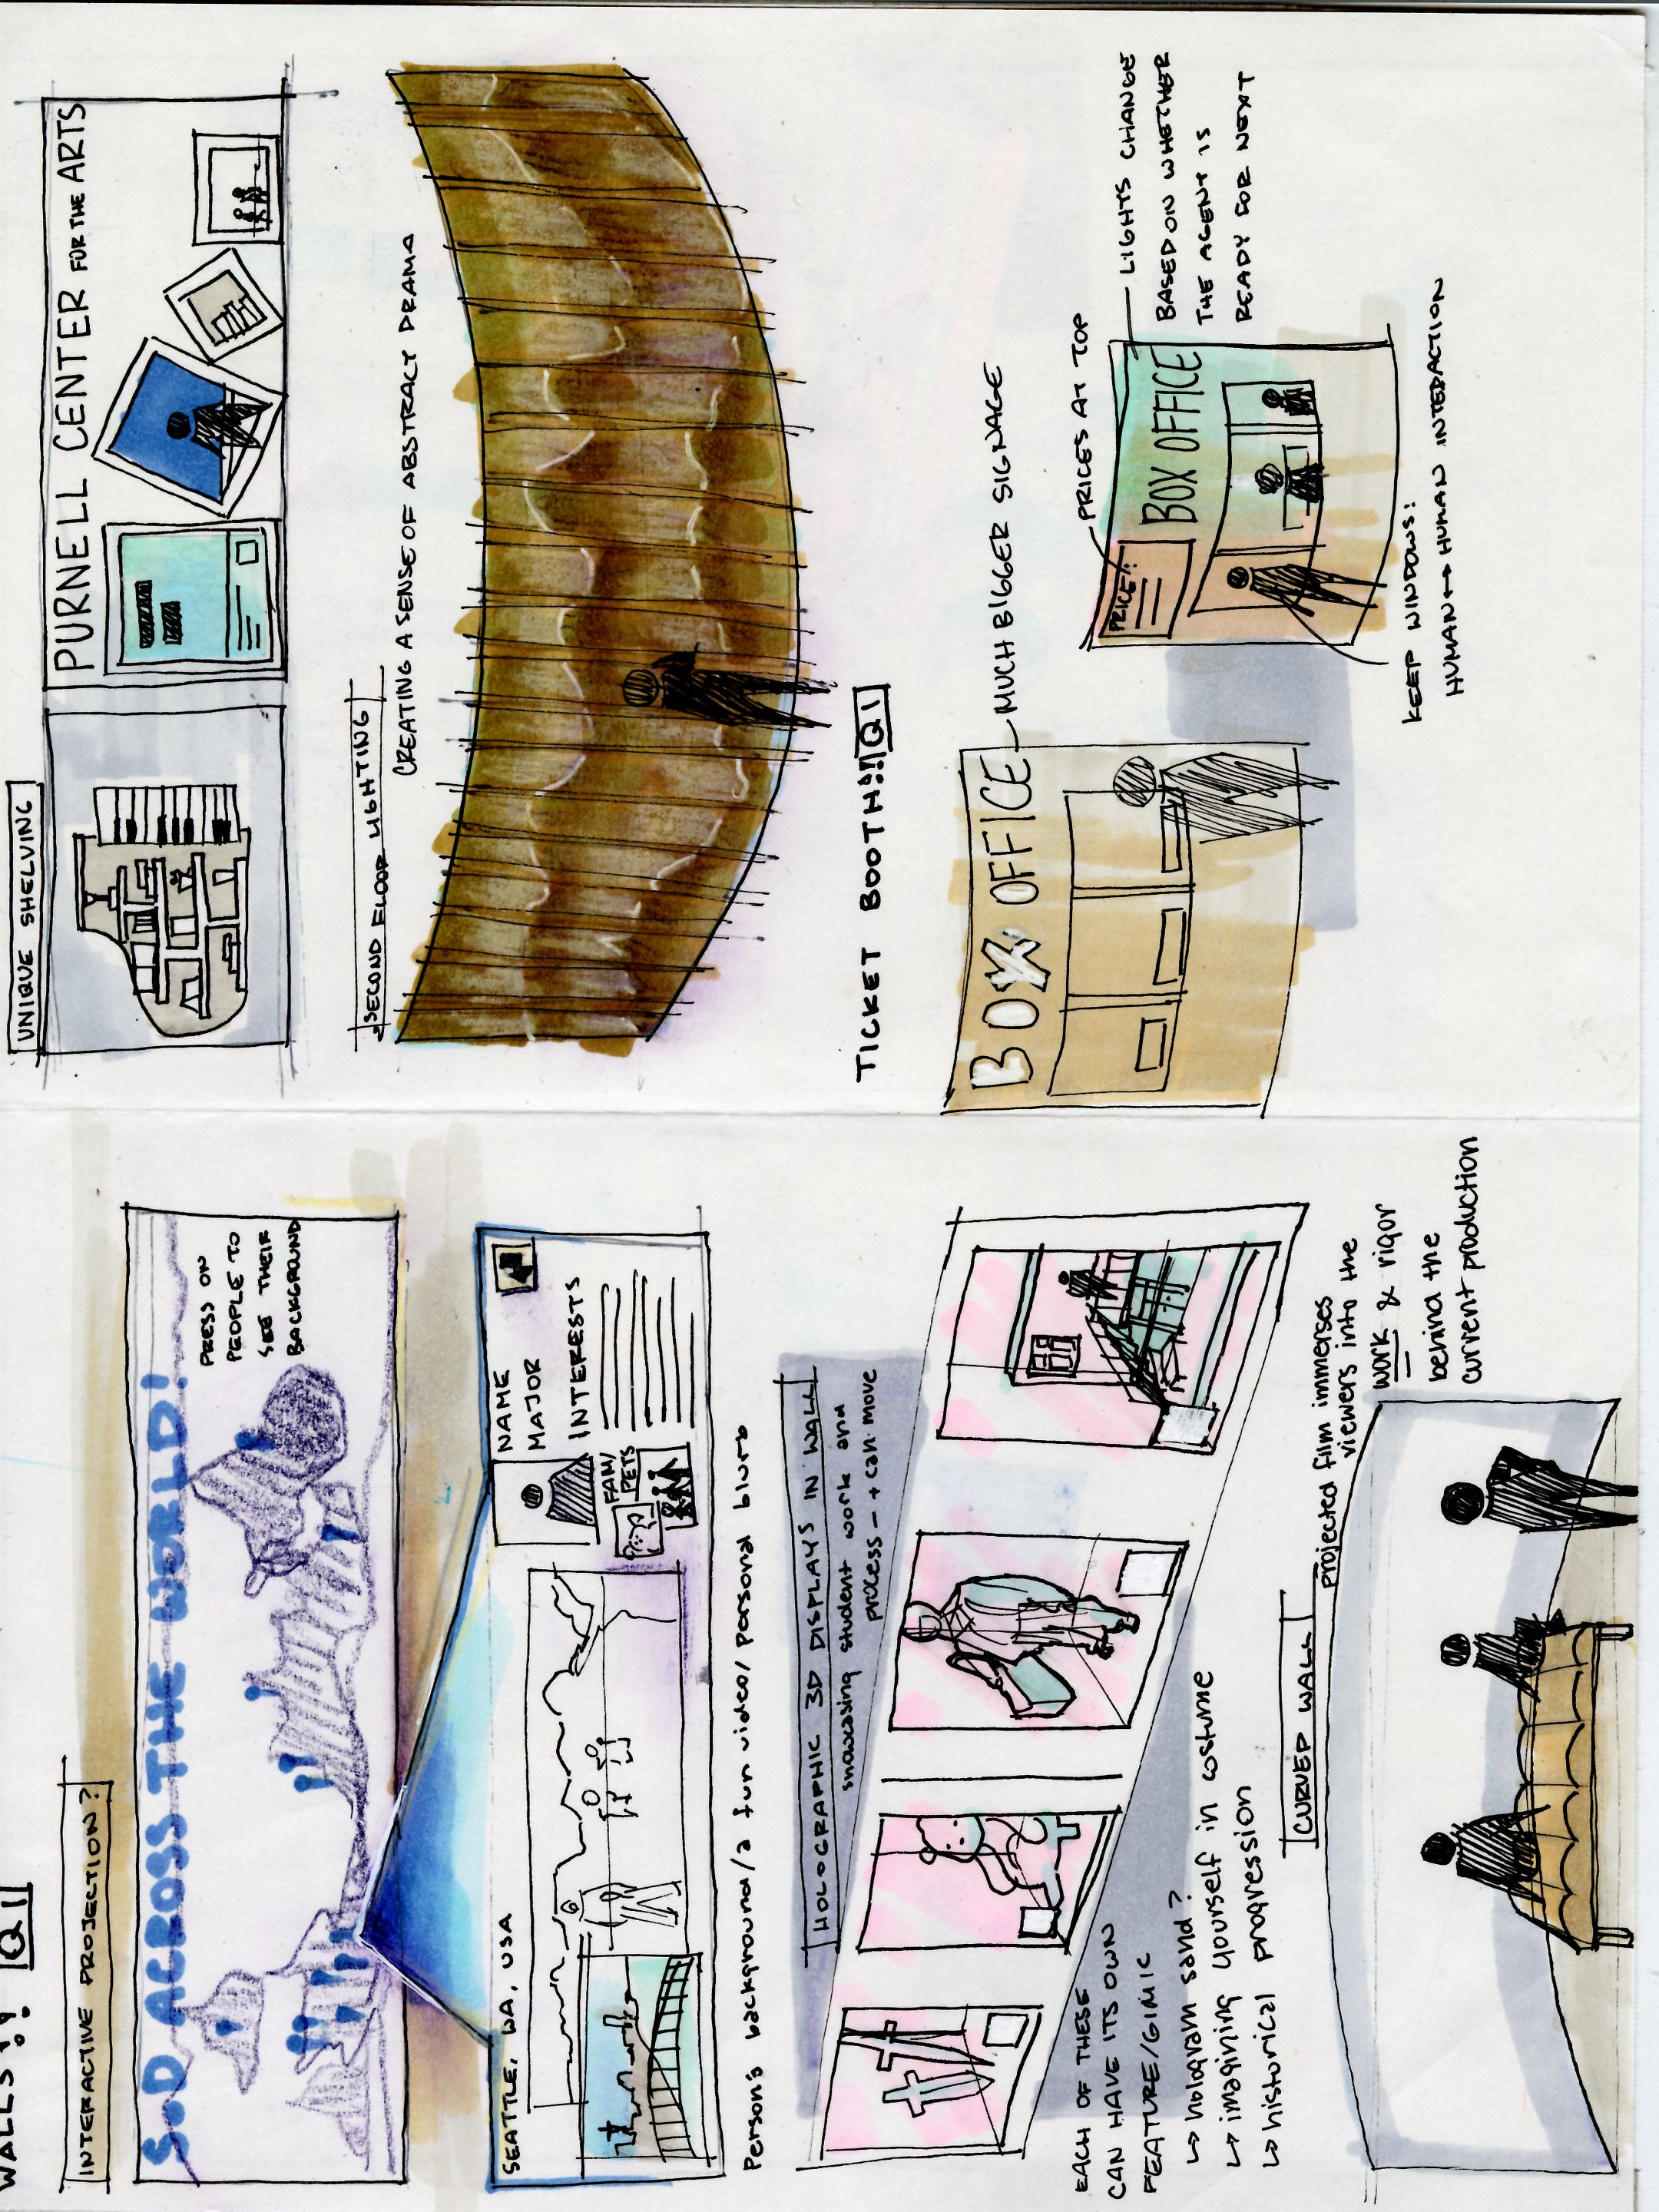 WALLS!! Q1
INTERACTIVE PROJECTION?
S.D ACROSS THE WORLD!
PRESS ON
PEOPLE TO
SEE THEIR
BACKGROUND
SEATTLE, WA, USA
NAME
MAJOR
INTERESTS
FAM/
PETS
Person's background/a fun video/personal blurb
HOLOGRAPHIC 3D DISPLAYS IN WALL
showcasing student work and
process - + can move
EACH OF THESE
CAN HAVE ITS OWN
FEATURE/GIMIC
↳ hologram sand?
↳ imagining yourself in costume
↳ historical progression
CURVED WALL
projected film immerses
viewers into the
work & rigor
behind the
current production
UNIQUE SHELVING
PURNELL CENTER FOR THE ARTS
SECOND FLOOR LIGHTING
CREATING A SENSE OF ABSTRACT DRAMA
TICKET BOOTH!! Q1
BOX OFFICE
MUCH BIGGER SIGNAGE
PRICES AT TOP
PRICE:
BOX OFFICE
LIGHTS CHANGE
BASED ON WHETHER
THE AGENT IS
READY FOR NEXT
KEEP WINDOWS:
HUMAN ↔ HUMAN INTERACTION